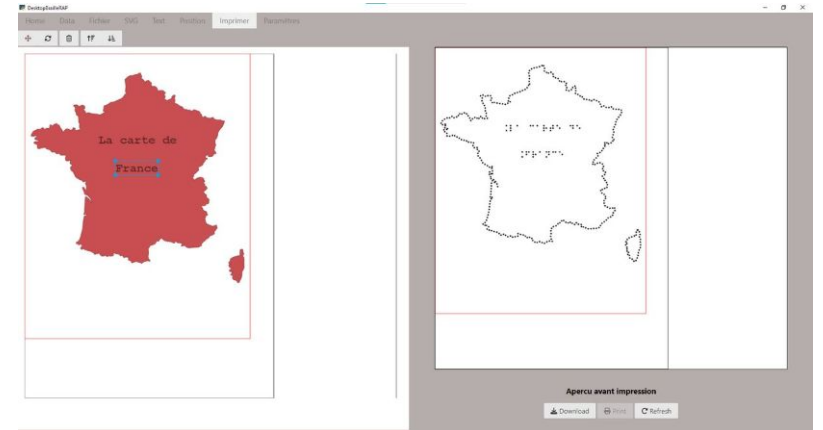 DesktopBrailleRAP
Home Data Fichier SVG Text Position Imprimer Paramètres
La carte de
France
Apercu avant impression
Download Print Refresh